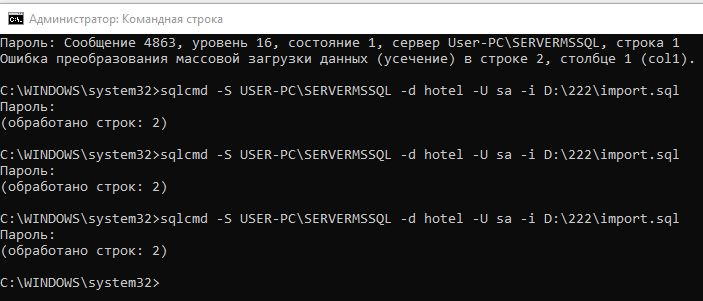 Администратор: Командная строка
Пароль: Сообщение 4863, уровень 16, состояние 1, сервер User-PC\SERVERMSSQL, строка 1
Ошибка преобразования массовой загрузки данных (усечение) в строке 2, столбце 1 (col1).
C:\WINDOWS\system32>sqlcmd -S USER-PC\SERVERMSSQL -d hotel -U sa -i D:\222\import.sql
Пароль:
(обработано строк: 2)
C:\WINDOWS\system32>sqlcmd -S USER-PC\SERVERMSSQL -d hotel -U sa -i D:\222\import.sql
Пароль:
(обработано строк: 2)
C:\WINDOWS\system32>sqlcmd -S USER-PC\SERVERMSSQL -d hotel -U sa -i D:\222\import.sql
Пароль:
(обработано строк: 2)
C:\WINDOWS\system32>